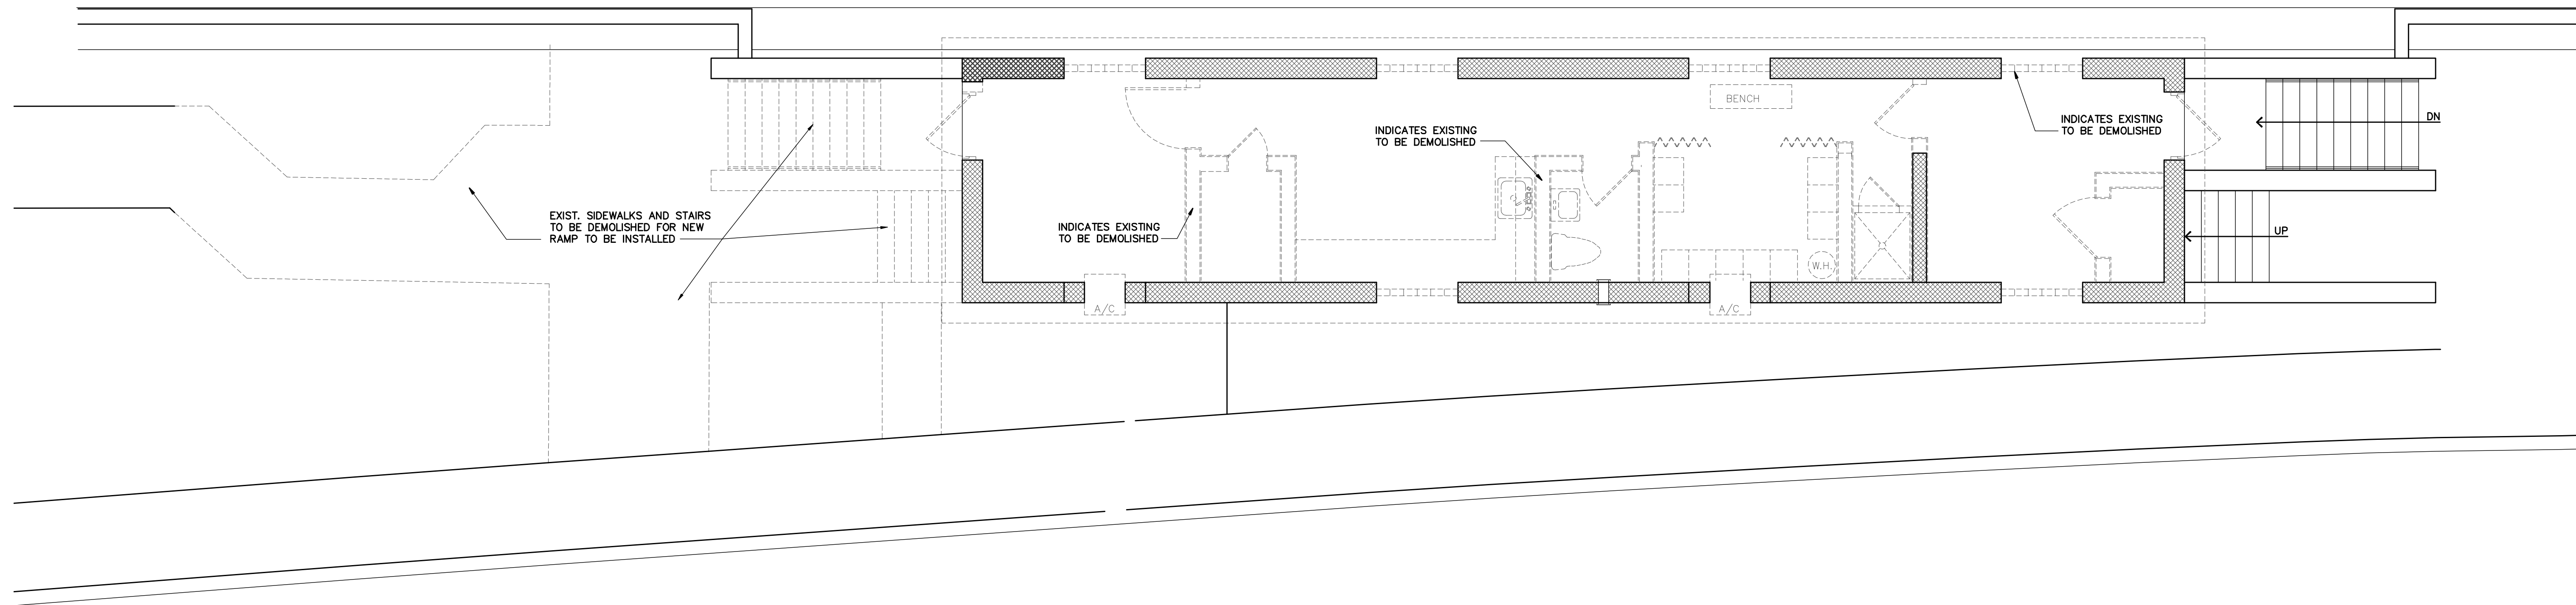 BENCH
INDICATES EXISTING
TO BE DEMOLISHED
INDICATES EXISTING
TO BE DEMOLISHED
DN
EXIST. SIDEWALKS AND STAIRS
TO BE DEMOLISHED FOR NEW
RAMP TO BE INSTALLED
INDICATES EXISTING
TO BE DEMOLISHED
UP
W.H.
A/C
A/C